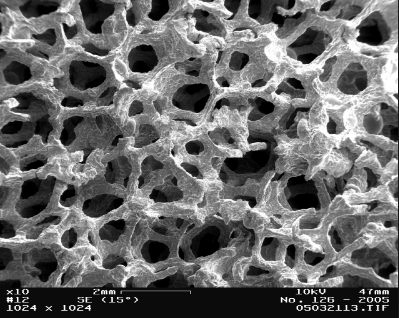 x10 2mm 10kV 47mm
#12 SE (15°) No. 126 - 2005
1024 x 1024 05032113.TIF